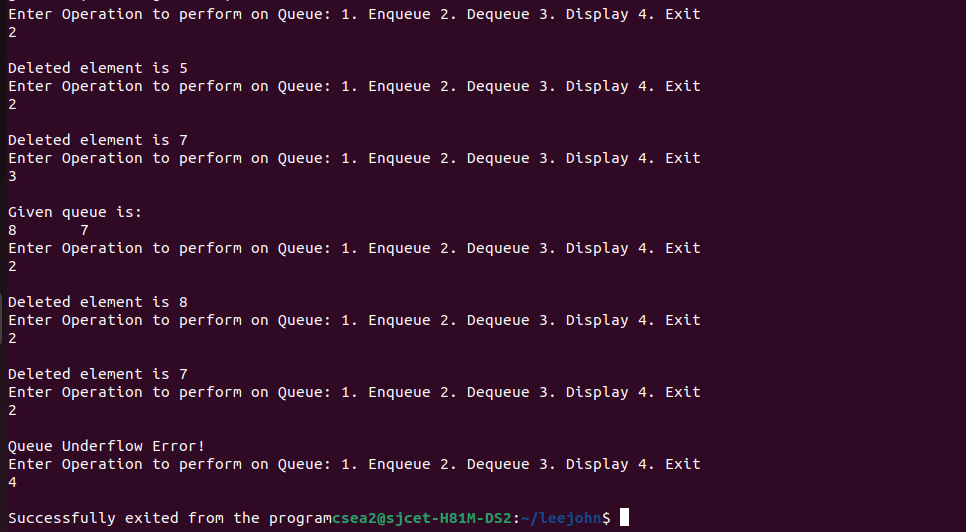 Enter Operation to perform on Queue: 1. Enqueue 2. Dequeue 3. Display 4. Exit
2
Deleted element is 5
Enter Operation to perform on Queue: 1. Enqueue 2. Dequeue 3. Display 4. Exit
2
Deleted element is 7
Enter Operation to perform on Queue: 1. Enqueue 2. Dequeue 3. Display 4. Exit
3
Given queue is:
8       7
Enter Operation to perform on Queue: 1. Enqueue 2. Dequeue 3. Display 4. Exit
2
Deleted element is 8
Enter Operation to perform on Queue: 1. Enqueue 2. Dequeue 3. Display 4. Exit
2
Deleted element is 7
Enter Operation to perform on Queue: 1. Enqueue 2. Dequeue 3. Display 4. Exit
2
Queue Underflow Error!
Enter Operation to perform on Queue: 1. Enqueue 2. Dequeue 3. Display 4. Exit
4
Successfully exited from the programcsea2@sjcet-H81M-DS2:~/leejohn$